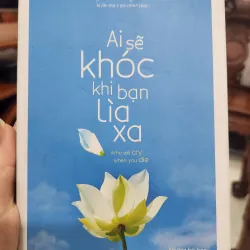 Ai sẽ
khóc
khi bạn
lìa
xa
who will cry
when you die